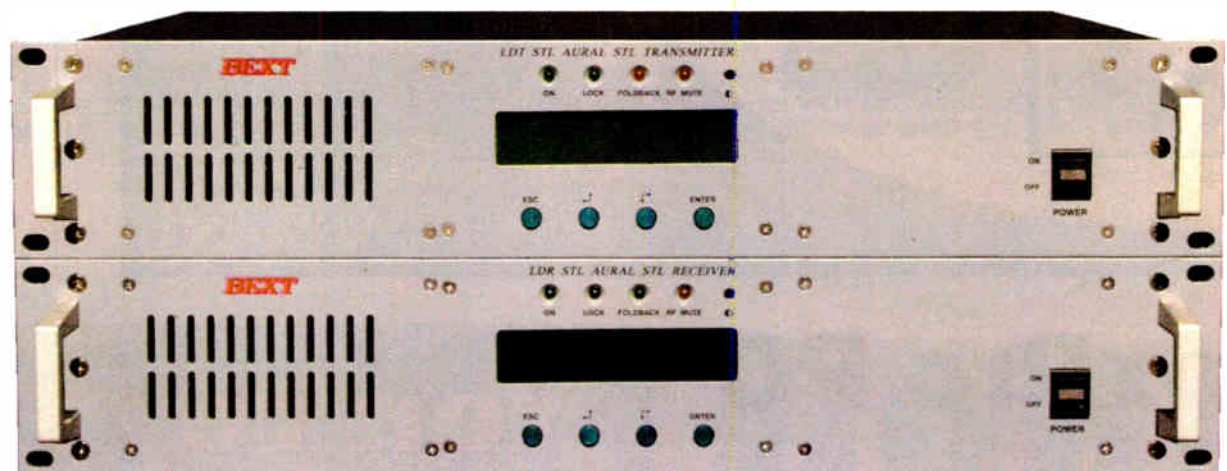 LDT STL AURAL STL TRANSMITTER
BEXT
ON LOCK FOLDBACK RF MUTE
ON
OFF
ESC ENTER
POWER
LDR STL AURAL STL RECEIVER
BEXT
ON LOCK FOLDBACK RF MUTE
ON
OFF
ESC ENTER
POWER